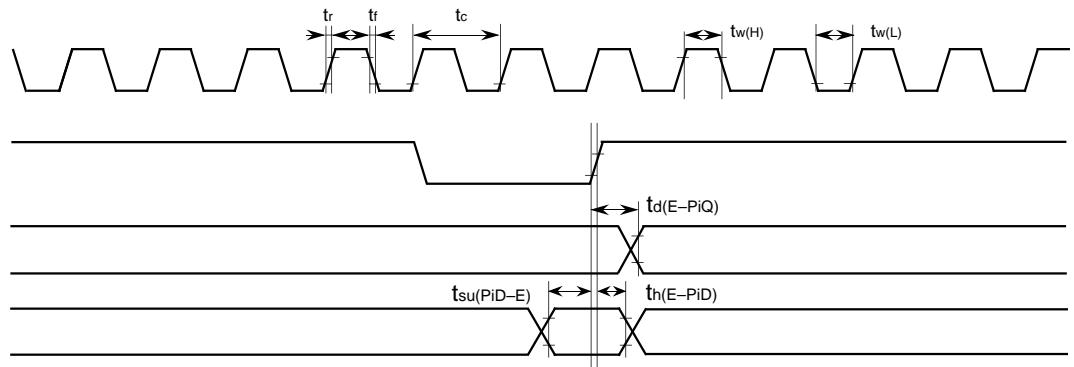 tr
tf
tc
tw(H)
tw(L)
td(E–PiQ)
tsu(PiD–E)
th(E–PiD)